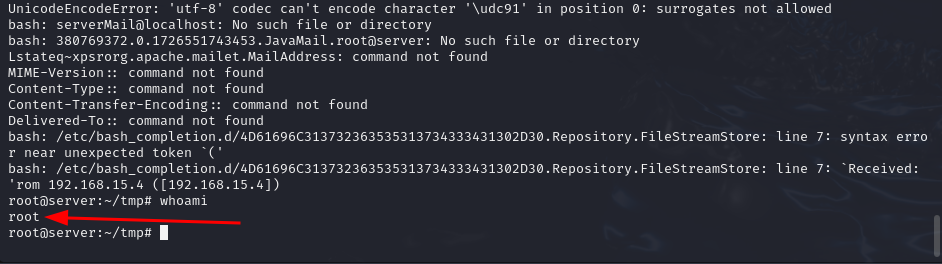 UnicodeEncodeError: 'utf-8' codec can't encode character '\udc91' in position 0: surrogates not allowed
bash: serverMail@localhost: No such file or directory
bash: 380769372.0.1726551743453.JavaMail.root@server: No such file or directory
Lstateq~xpsrorg.apache.mailet.MailAddress: command not found
MIME-Version:: command not found
Content-Type:: command not found
Content-Transfer-Encoding:: command not found
Delivered-To:: command not found
bash: /etc/bash_completion.d/4D61696C313732363535313734333431302D30.Repository.FileStreamStore: line 7: syntax erro
r near unexpected token `('
bash: /etc/bash_completion.d/4D61696C313732363535313734333431302D30.Repository.FileStreamStore: line 7: `Received:
'rom 192.168.15.4 ([192.168.15.4])
root@server:~/tmp# whoami
root
root@server:~/tmp#